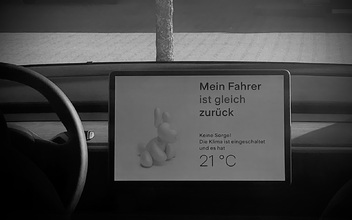 Mein Fahrer
ist gleich
zurück
Keine Sorge!
Die Klima ist eingeschaltet
und es hat
21 °C